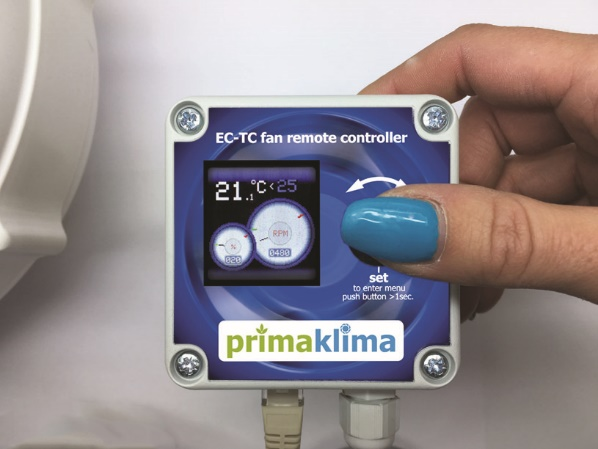 EC-TC fan remote controller
21.1 °C <25
RPM
%
020
0480
set
to enter menu
push button >1sec.
primaklima